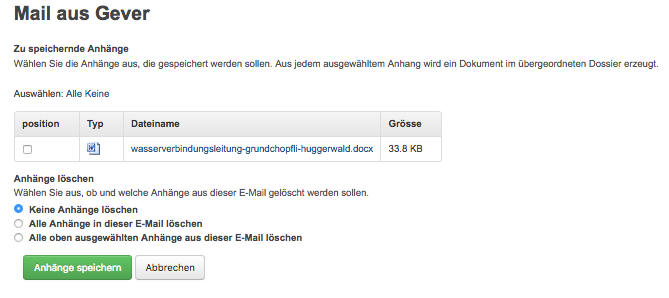 Mail aus Gever
Zu speichernde Anhänge
Wählen Sie die Anhänge aus, die gespeichert werden sollen. Aus jedem ausgewähltem Anhang wird ein Dokument im übergeordneten Dossier erzeugt.
Auswählen: Alle Keine
position Typ Dateiname Grösse
wasserverbindungsleitung-grundchopfli-huggerwald.docx 33.8 KB
Anhänge löschen
Wählen Sie aus, ob und welche Anhänge aus dieser E-Mail gelöscht werden sollen.
Keine Anhänge löschen
Alle Anhänge in dieser E-Mail löschen
Alle oben ausgewählten Anhänge aus dieser E-Mail löschen
Anhänge speichern Abbrechen